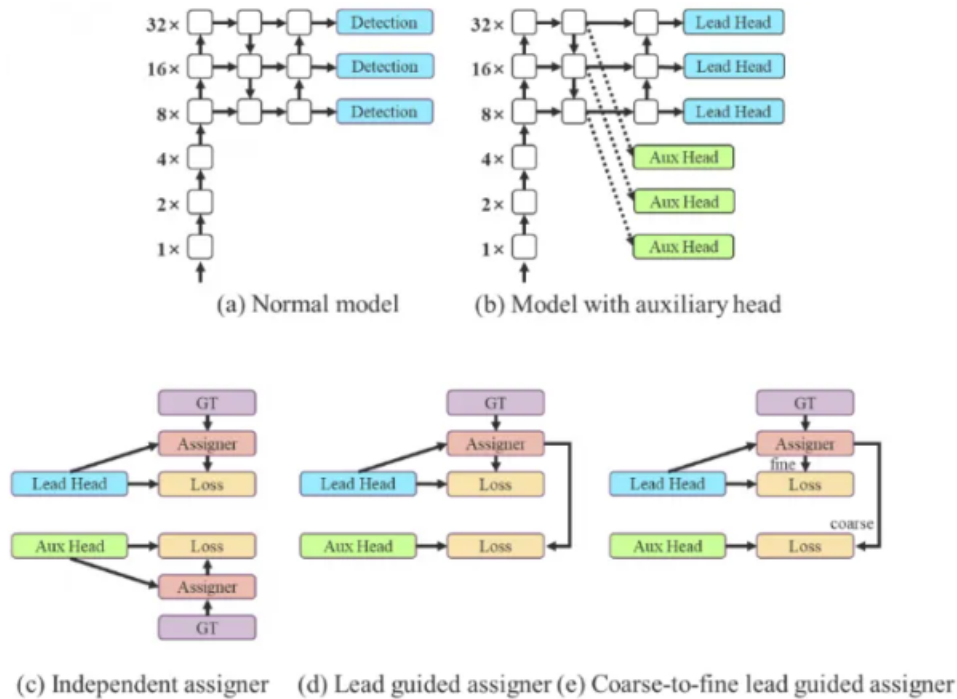 32× Detection
16× Detection
8× Detection
4×
2×
1×
(a) Normal model
32× Lead Head
16× Lead Head
8× Lead Head
4× Aux Head
2× Aux Head
1× Aux Head
(b) Model with auxiliary head
GT
Assigner
Lead Head Loss
Aux Head Loss
Assigner
GT
(c) Independent assigner
GT
Assigner
Lead Head Loss
Aux Head Loss
(d) Lead guided assigner
GT
Assigner
fine
Lead Head Loss
coarse
Aux Head Loss
(e) Coarse-to-fine lead guided assigner